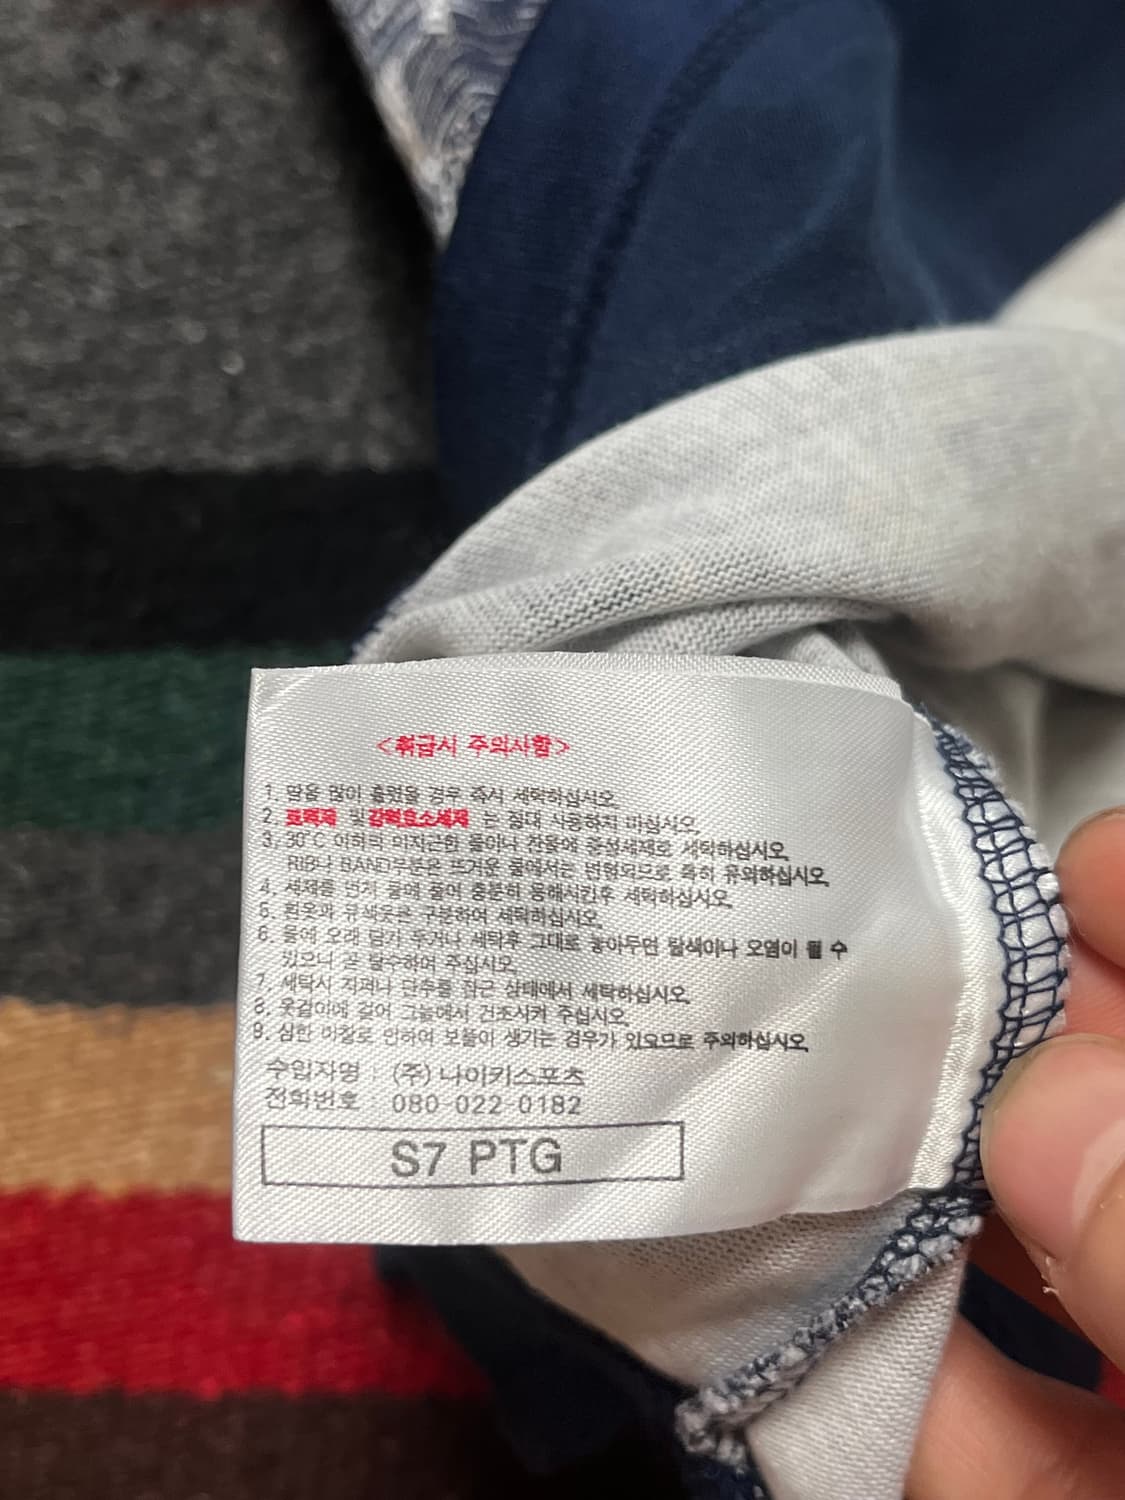 <취급시 주의사항>
1. 땀을 많이 흘렸을 경우 즉시 세탁하십시오.
2. 표백제 및 강력효소세제 는 절대 사용하지 마십시오.
3. 30°C 이하의 미지근한 물이나 찬물에 중성세제로 세탁하십시오.
RIB나 BAND부분은 뜨거운 물에서는 변형되므로 특히 유의하십시오.
4. 세제를 먼저 물에 풀어 충분히 용해시킨후 세탁하십시오.
5. 흰옷과 유색옷은 구분하여 세탁하십시오.
6. 물에 오래 담가 두거나 세탁후 그대로 놓아두면 탈색이나 오염이 될 수
있으니 꼭 탈수하여 주십시오.
7. 세탁시 지퍼나 단추를 잠근 상태에서 세탁하십시오.
8. 옷걸이에 걸어 그늘에서 건조시켜 주십시오.
9. 심한 마찰로 인하여 보풀이 생기는 경우가 있으므로 주의하십시오.
수입자명 : (주) 나이키스포츠
전화번호 : 080-022-0182
S7 PTG